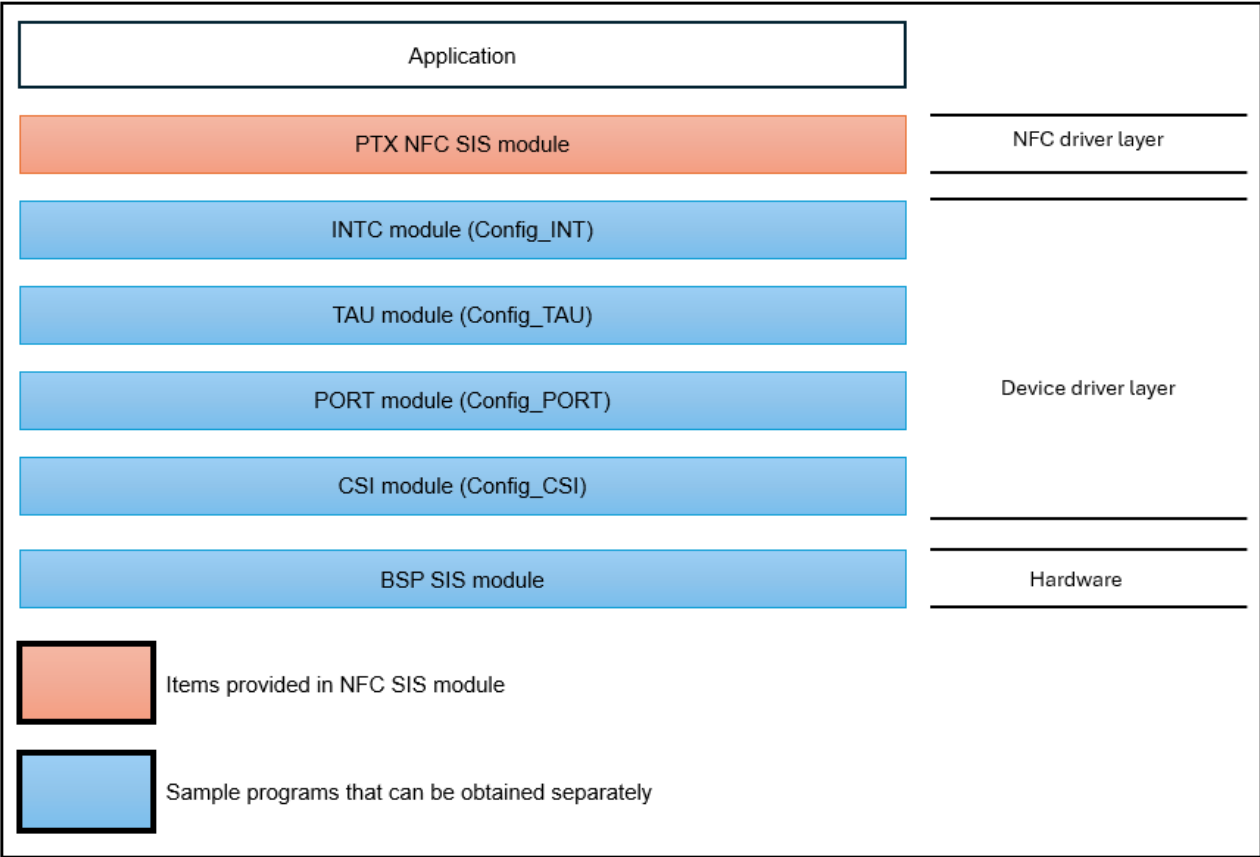 Application
PTX NFC SIS module
NFC driver layer
INTC module (Config_INT)
TAU module (Config_TAU)
PORT module (Config_PORT)
Device driver layer
CSI module (Config_CSI)
BSP SIS module
Hardware
Items provided in NFC SIS module
Sample programs that can be obtained separately